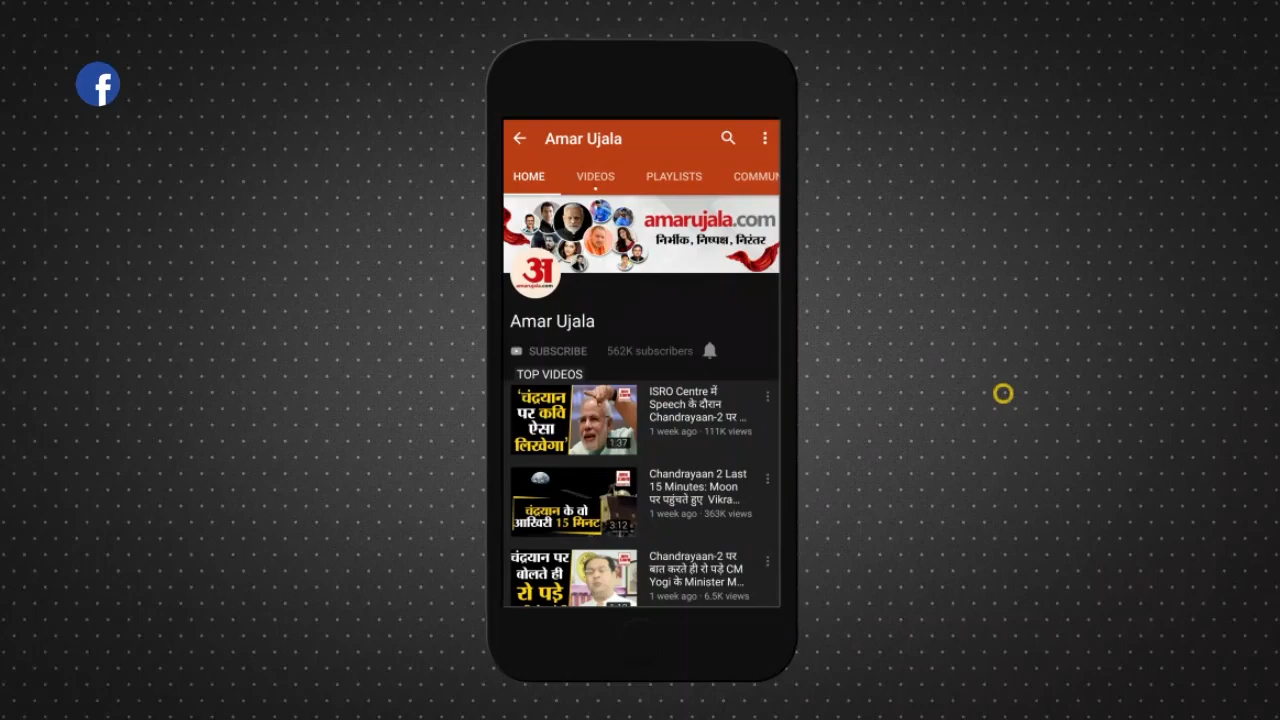 Amar Ujala
HOME VIDEOS PLAYLISTS COMMUN
amarujala.com
निर्भीक, निष्पक्ष, निरंतर
अ
amarujala.com
Amar Ujala
SUBSCRIBE 562K subscribers
TOP VIDEOS
'चंद्रयान
पर कवि
ऐसा
लिखेगा'
1:37
ISRO Centre में
Speech के दौरान
Chandrayaan-2 पर ...
1 week ago · 111K views
चंद्रयान के वो
आखिरी 15 मिनट
3:12
Chandrayaan 2 Last
15 Minutes: Moon
पर पहुंचते हुए Vikra...
1 week ago · 363K views
चंद्रयान पर
बोलते ही
रो पड़े
Chandrayaan-2 पर
बात करते ही रो पड़े CM
Yogi के Minister M...
1 week ago · 6.5K views